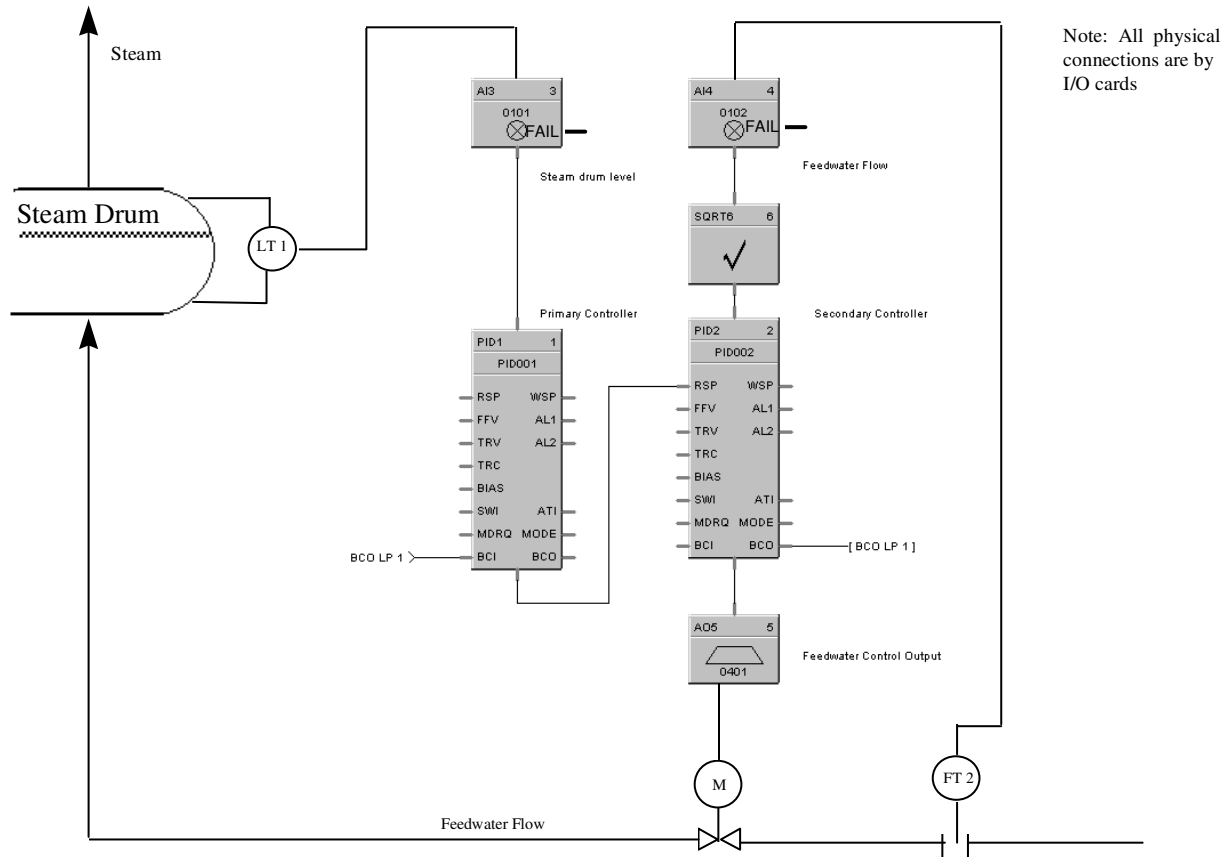 Steam
Note: All physical
connections are by
I/O cards
AI3 3
0101
FAIL
Steam drum level
AI4 4
0102
FAIL
Feedwater Flow
Steam Drum
LT 1
SQRT6 6
√
Primary Controller
PID1 1
PID001
RSP WSP
FFV AL1
TRV AL2
TRC
BIAS
SWI ATI
MDRQ MODE
BCO LP 1
BCI BCO
Secondary Controller
PID2 2
PID002
RSP WSP
FFV AL1
TRV AL2
TRC
BIAS
SWI ATI
MDRQ MODE
BCI BCO
[ BCO LP 1 ]
AO5 5
0401
Feedwater Control Output
M
FT 2
Feedwater Flow